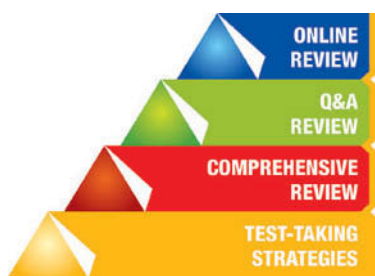 ONLINE
REVIEW
Q&A
REVIEW
COMPREHENSIVE
REVIEW
TEST-TAKING
STRATEGIES